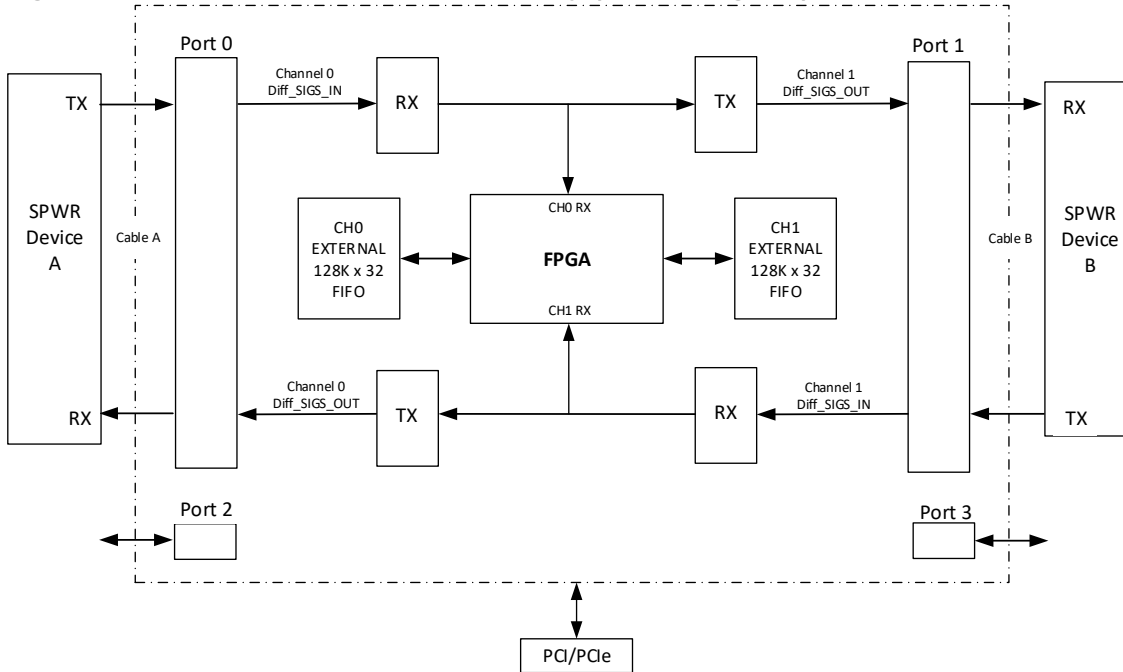 Port 0
Port 1
Channel 0
Diff_SIGS_IN
Channel 1
Diff_SIGS_OUT
TX
RX
TX
RX
SPWR
Device
A
Cable A
CH0
EXTERNAL
128K x 32
FIFO
CH0 RX
FPGA
CH1 RX
CH1
EXTERNAL
128K x 32
FIFO
Cable B
SPWR
Device
B
RX
Channel 0
Diff_SIGS_OUT
TX
RX
Channel 1
Diff_SIGS_IN
TX
Port 2
Port 3
PCI/PCIe